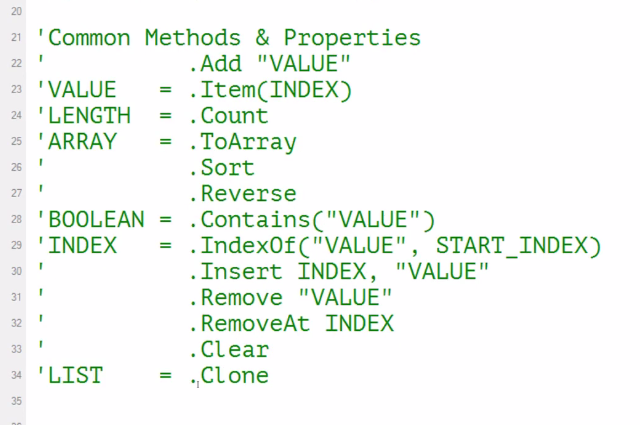 20
21 'Common Methods & Properties
22 '           .Add "VALUE"
23 'VALUE   = .Item(INDEX)
24 'LENGTH  = .Count
25 'ARRAY   = .ToArray
26 '           .Sort
27 '           .Reverse
28 'BOOLEAN = .Contains("VALUE")
29 'INDEX   = .IndexOf("VALUE", START_INDEX)
30 '           .Insert INDEX, "VALUE"
31 '           .Remove "VALUE"
32 '           .RemoveAt INDEX
33 '           .Clear
34 'LIST    = .Clone
35